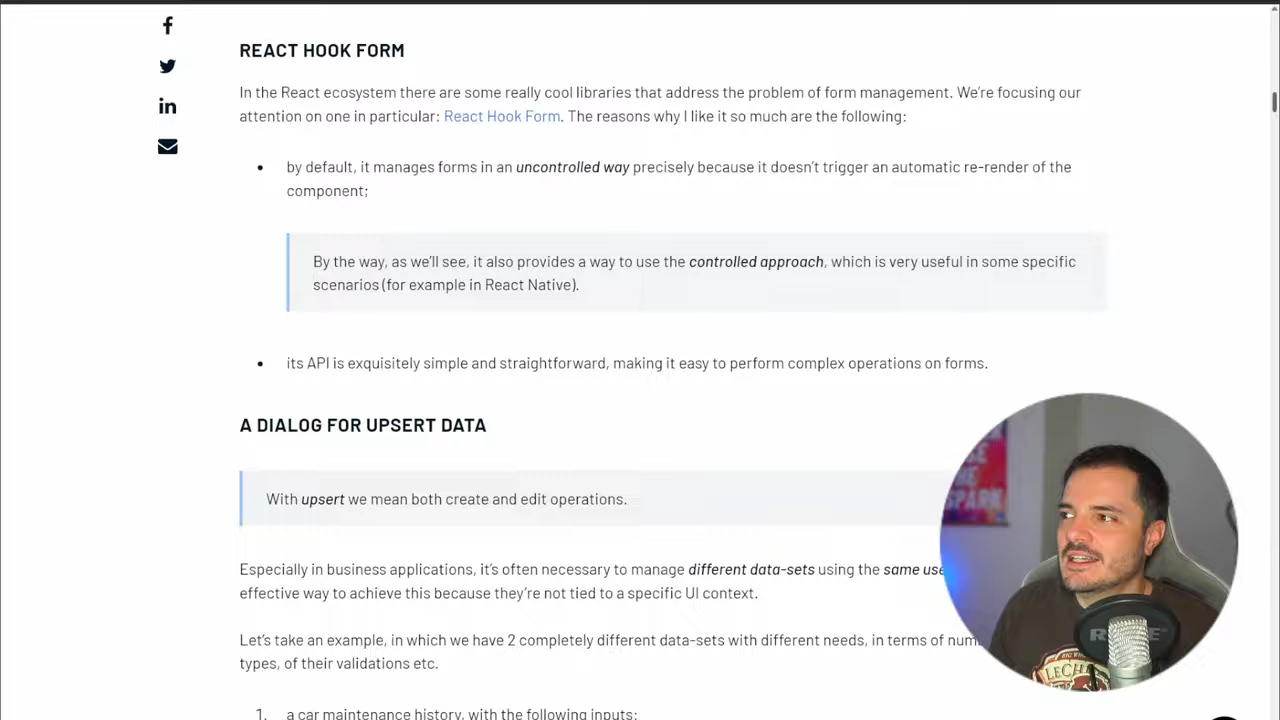 REACT HOOK FORM
In the React ecosystem there are some really cool libraries that address the problem of form management. We're focusing our
attention on one in particular: React Hook Form. The reasons why I like it so much are the following:
• by default, it manages forms in an uncontrolled way precisely because it doesn't trigger an automatic re-render of the
component;
By the way, as we'll see, it also provides a way to use the controlled approach, which is very useful in some specific
scenarios (for example in React Native).
• its API is exquisitely simple and straightforward, making it easy to perform complex operations on forms.
A DIALOG FOR UPSERT DATA
With upsert we mean both create and edit operations.
Especially in business applications, it's often necessary to manage different data-sets using the same
effective way to achieve this because they're not tied to a specific UI context.
Let's take an example, in which we have 2 completely different data-sets with different needs, in terms of
types, of their validations etc.
1. a car maintenance history, with the following inputs:
SPARK
LECHE